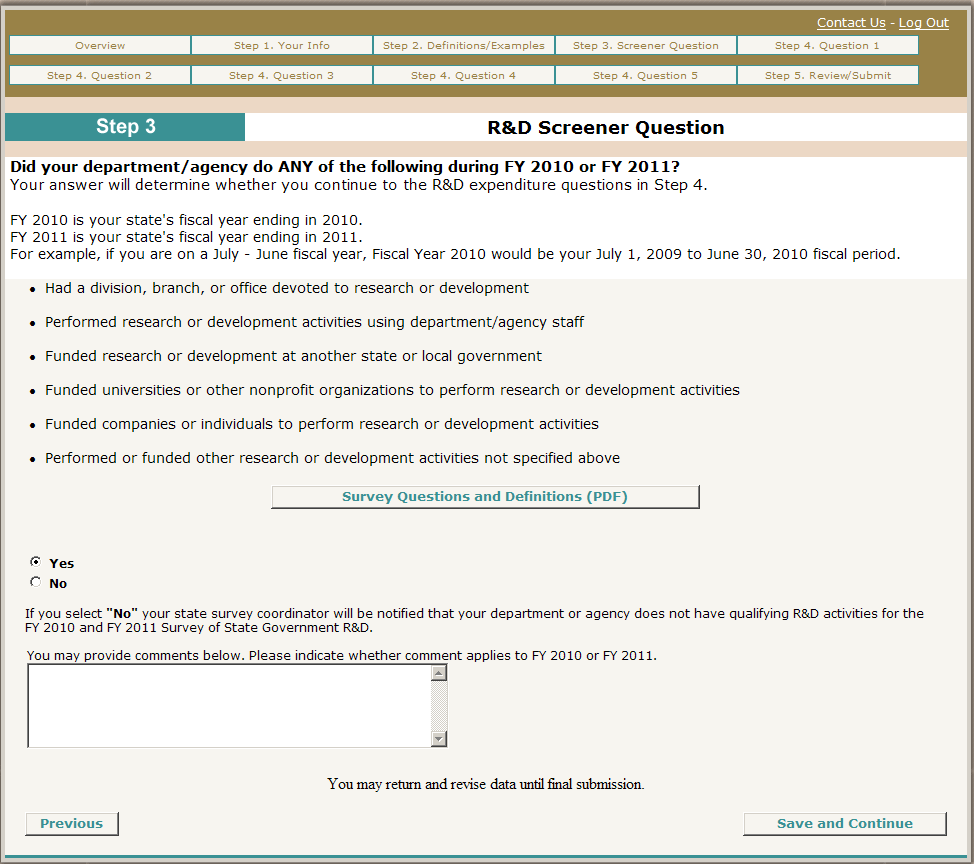 Contact Us - Log Out
Overview Step 1. Your Info Step 2. Definitions/Examples Step 3. Screener Question Step 4. Question 1
Step 4. Question 2 Step 4. Question 3 Step 4. Question 4 Step 4. Question 5 Step 5. Review/Submit
Step 3 R&D Screener Question
Did your department/agency do ANY of the following during FY 2010 or FY 2011?
Your answer will determine whether you continue to the R&D expenditure questions in Step 4.
FY 2010 is your state's fiscal year ending in 2010.
FY 2011 is your state's fiscal year ending in 2011.
For example, if you are on a July - June fiscal year, Fiscal Year 2010 would be your July 1, 2009 to June 30, 2010 fiscal period.
• Had a division, branch, or office devoted to research or development
• Performed research or development activities using department/agency staff
• Funded research or development at another state or local government
• Funded universities or other nonprofit organizations to perform research or development activities
• Funded companies or individuals to perform research or development activities
• Performed or funded other research or development activities not specified above
Survey Questions and Definitions (PDF)
Yes
No
If you select "No" your state survey coordinator will be notified that your department or agency does not have qualifying R&D activities for the
FY 2010 and FY 2011 Survey of State Government R&D.
You may provide comments below. Please indicate whether comment applies to FY 2010 or FY 2011.
You may return and revise data until final submission.
Previous Save and Continue